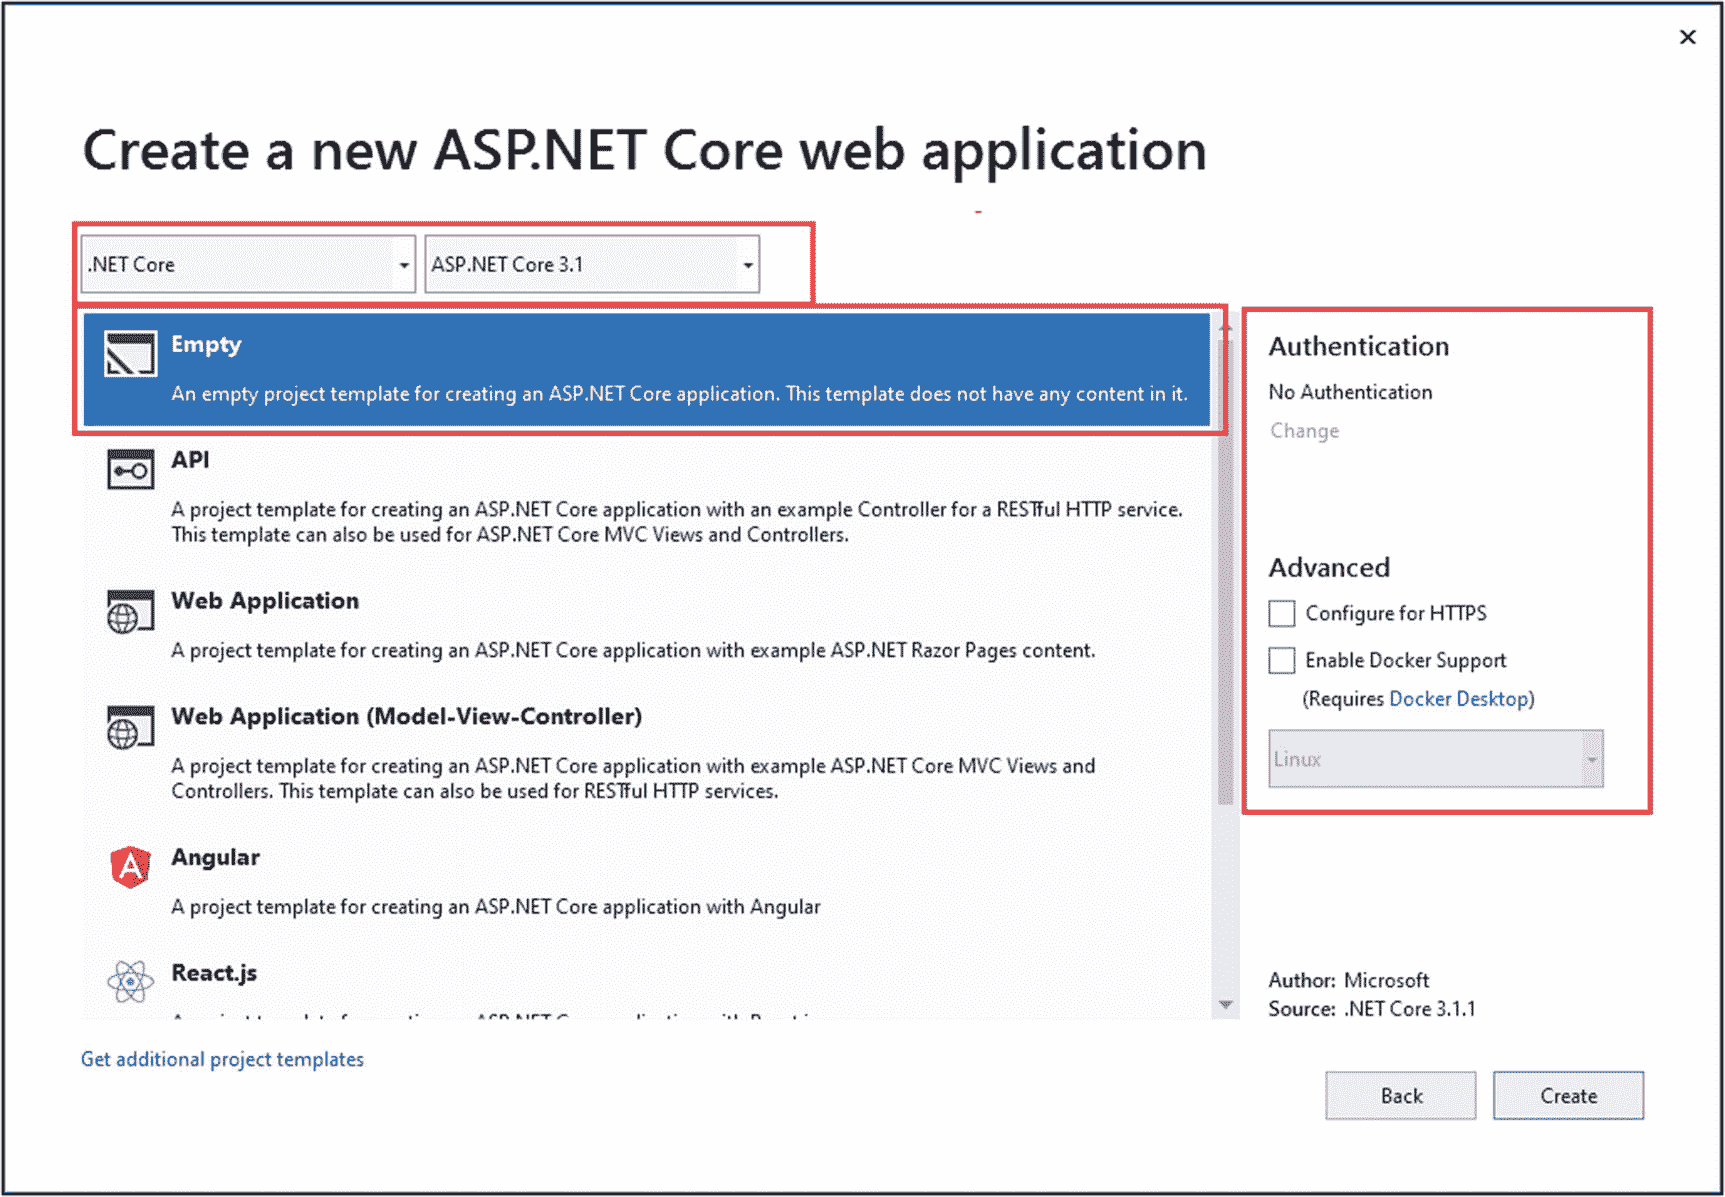 Create a new ASP.NET Core web application
.NET Core
ASP.NET Core 3.1
Empty
An empty project template for creating an ASP.NET Core application. This template does not have any content in it.
API
A project template for creating an ASP.NET Core application with an example Controller for a RESTful HTTP service.
This template can also be used for ASP.NET Core MVC Views and Controllers.
Web Application
A project template for creating an ASP.NET Core application with example ASP.NET Razor Pages content.
Web Application (Model-View-Controller)
A project template for creating an ASP.NET Core application with example ASP.NET Core MVC Views and
Controllers. This template can also be used for RESTful HTTP services.
Angular
A project template for creating an ASP.NET Core application with Angular
React.js
Authentication
No Authentication
Change
Advanced
Configure for HTTPS
Enable Docker Support
(Requires Docker Desktop)
Linux
Author: Microsoft
Source: .NET Core 3.1.1
Get additional project templates
Back
Create